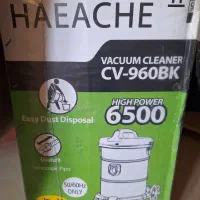 HAEACHE
VACUUM CLEANER
CV-960BK
HIGH POWER
6500
Easy Dust Disposal
50/60Hz
ONLY